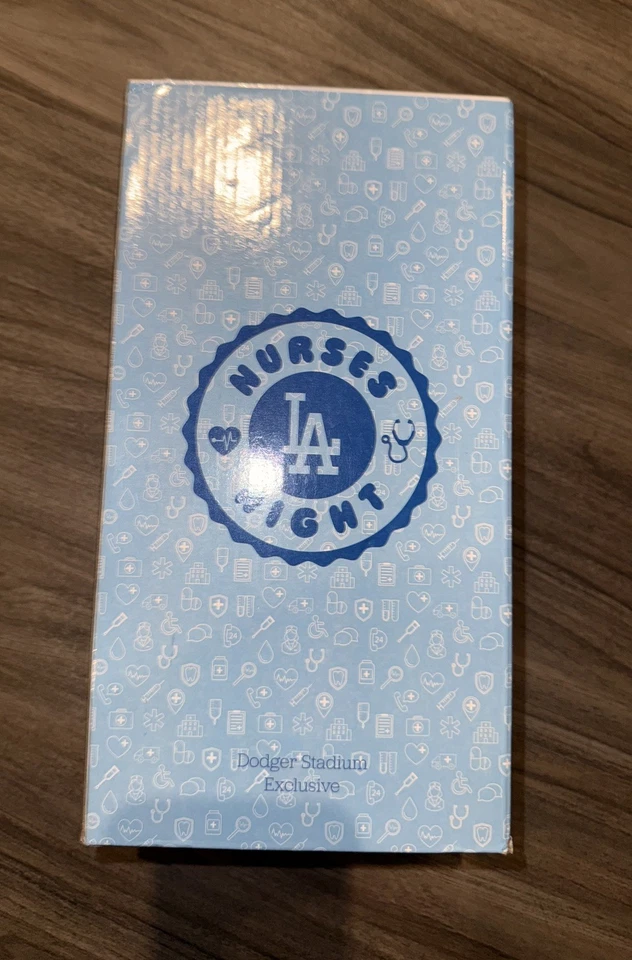 NURSES
LA
NIGHT
Dodger Stadium
Exclusive